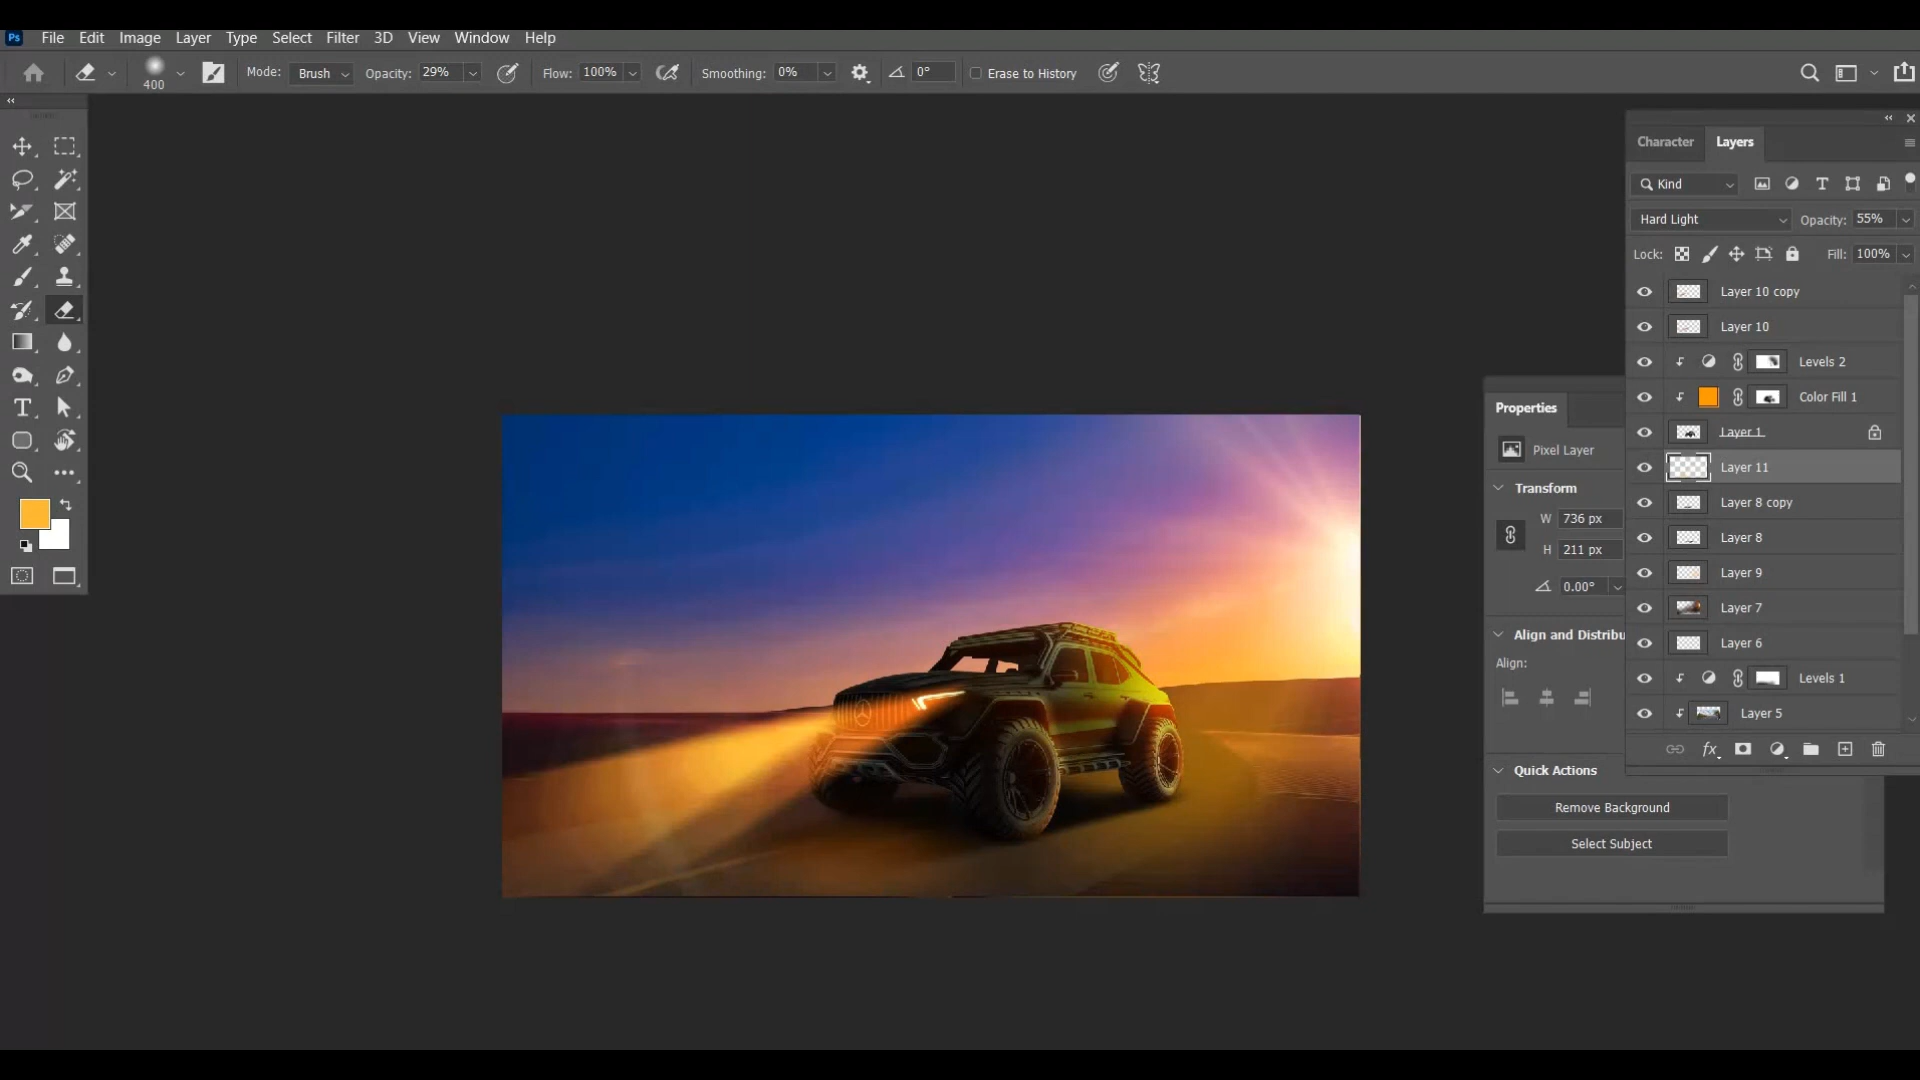 Ps File Edit Image Layer Type Select Filter 3D View Window Help
400 Mode: Brush Opacity: 29% Flow: 100% Smoothing: 0% 0° Erase to History
Character Layers
Kind
Hard Light Opacity: 55%
Lock: Fill: 100%
Layer 10 copy
Layer 10
Levels 2
Color Fill 1
Layer 1
Layer 11
Layer 8 copy
Layer 8
Layer 9
Layer 7
Layer 6
Levels 1
Layer 5
fx
Properties
Pixel Layer
Transform
W 736 px
H 211 px
0.00°
Align and Distribu
Align:
Quick Actions
Remove Background
Select Subject